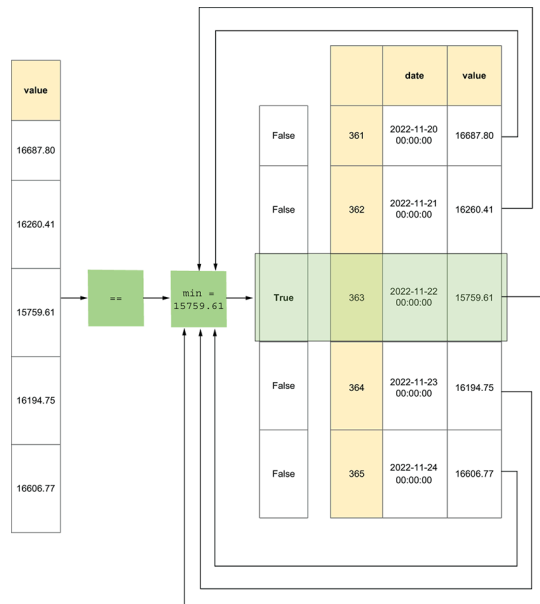 date value
value
16687.80
False 361 2022-11-20 16687.80
00:00:00
16260.41
False 362 2022-11-21 16260.41
00:00:00
15759.61
==
min =
15759.61
True 363 2022-11-22 15759.61
00:00:00
16194.75
False 364 2022-11-23 16194.75
00:00:00
16606.77
False 365 2022-11-24 16606.77
00:00:00